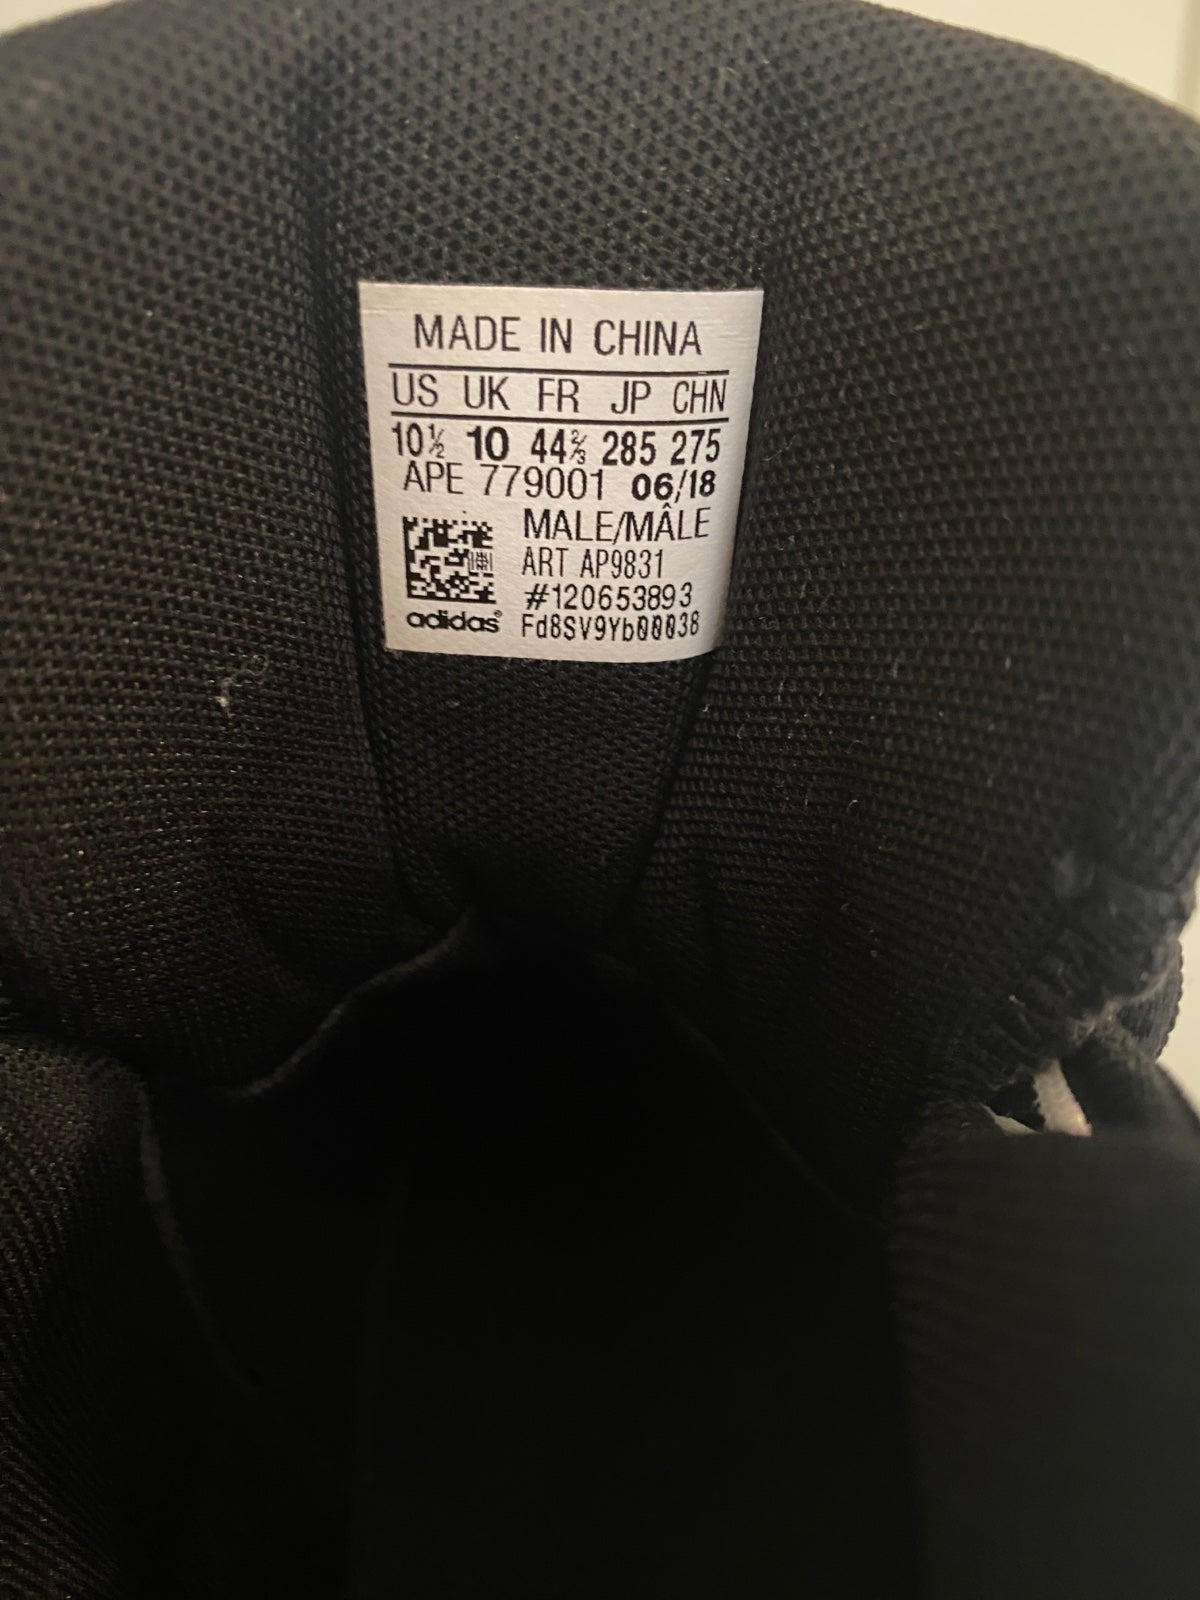 MADE IN CHINA
US UK FR JP CHN
10½ 10 44⅔ 285 275
APE 779001 06/18
MALE/MÂLE
ART AP9831
#120653893
adidas® Fd8SV9Yb00038